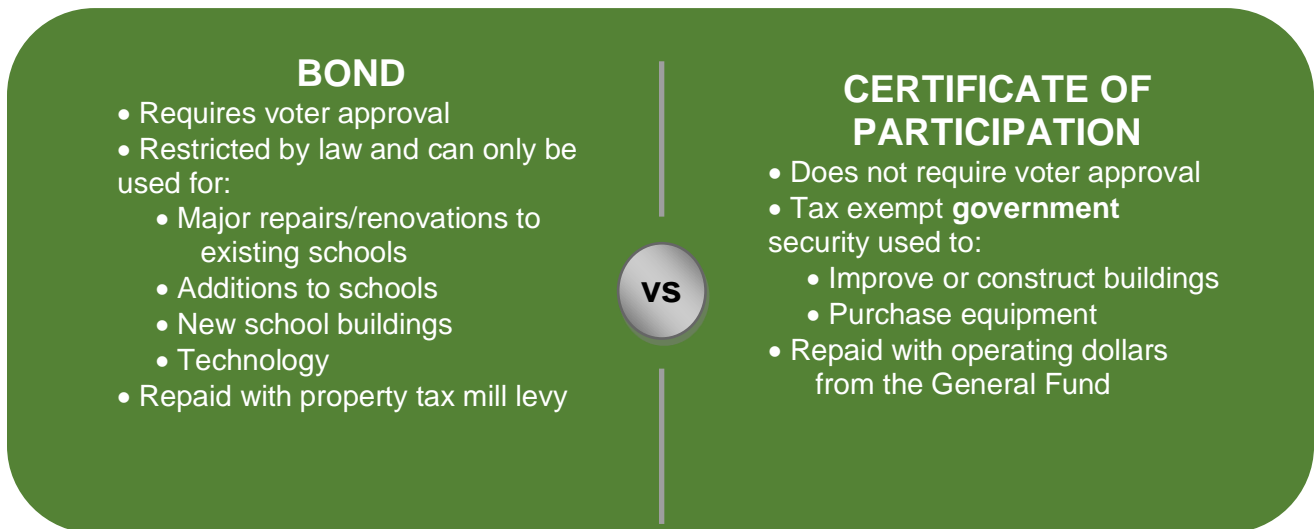 BOND
• Requires voter approval
• Restricted by law and can only be
used for:
• Major repairs/renovations to
existing schools
• Additions to schools
• New school buildings
• Technology
• Repaid with property tax mill levy
vs
CERTIFICATE OF
PARTICIPATION
• Does not require voter approval
• Tax exempt government
security used to:
• Improve or construct buildings
• Purchase equipment
• Repaid with operating dollars
from the General Fund